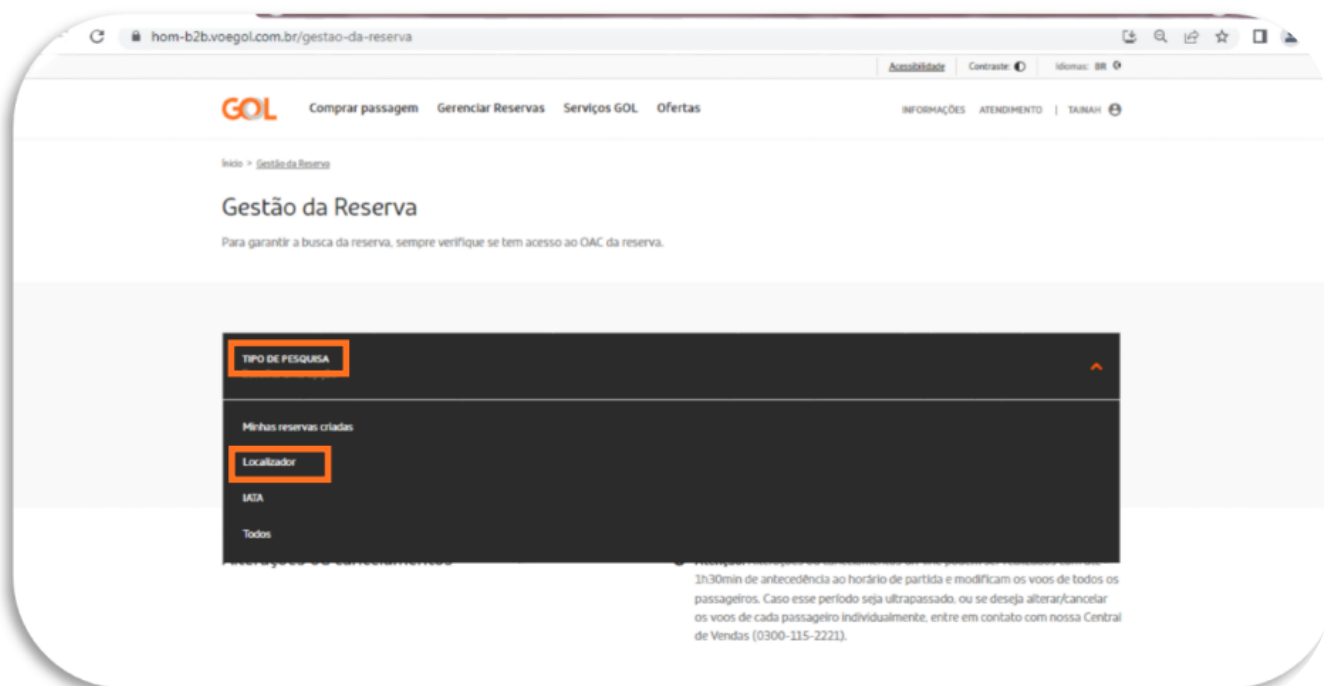 hom-b2b.voegol.com.br/gestao-da-reserva
Acessibilidade Contraste: Idiomas: BR
GOL Comprar passagem Gerenciar Reservas Serviços GOL Ofertas INFORMAÇÕES ATENDIMENTO | TAINAH
Início > Gestão da Reserva
Gestão da Reserva
Para garantir a busca da reserva, sempre verifique se tem acesso ao OAC da reserva.
TIPO DE PESQUISA
Minhas reservas criadas
Localizador
IATA
Todos
1h30min de antecedência ao horário de partida e modificam os voos de todos os
passageiros. Caso esse período seja ultrapassado, ou se deseja alterar/cancelar
os voos de cada passageiro individualmente, entre em contato com nossa Central
de Vendas (0300-115-2221).